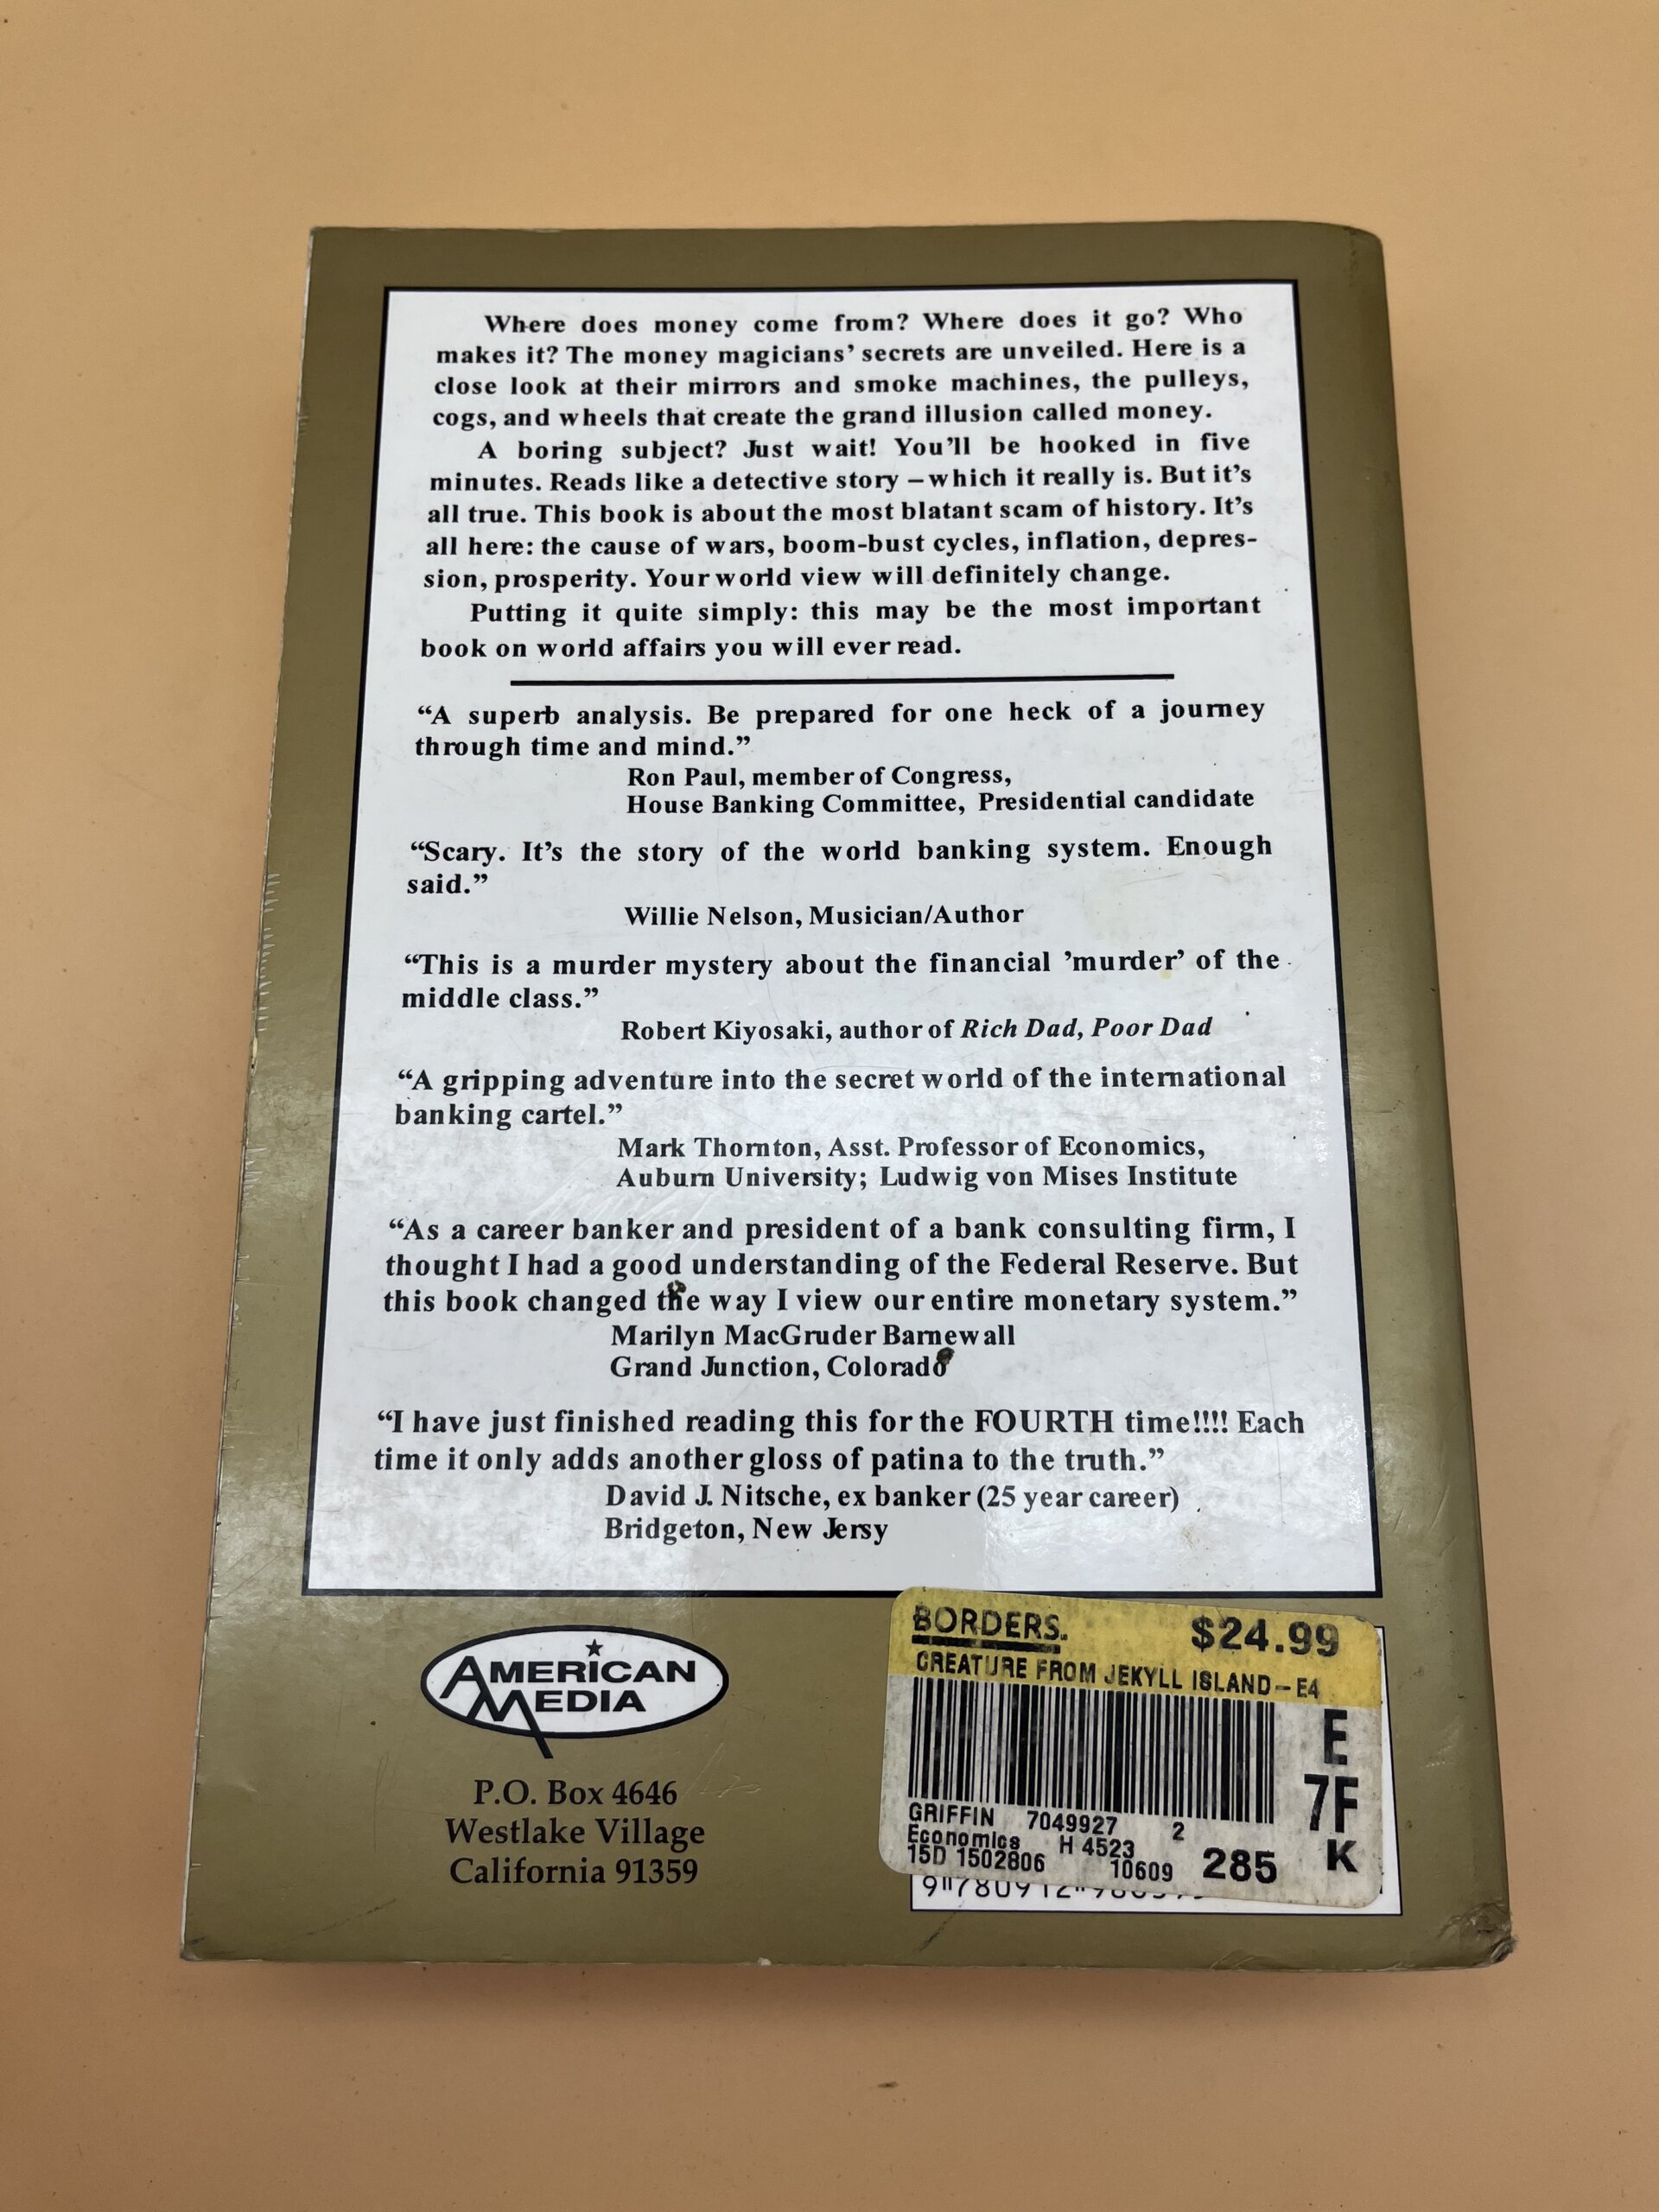 Where does money come from? Where does it go? Who
makes it? The money magicians' secrets are unveiled. Here is a
close look at their mirrors and smoke machines, the pulleys,
cogs, and wheels that create the grand illusion called money.
A boring subject? Just wait! You'll be hooked in five
minutes. Reads like a detective story – which it really is. But it's
all true. This book is about the most blatant scam of history. It's
all here: the cause of wars, boom-bust cycles, inflation, depres-
sion, prosperity. Your world view will definitely change.
Putting it quite simply: this may be the most important
book on world affairs you will ever read.
“A superb analysis. Be prepared for one heck of a journey
through time and mind.”
Ron Paul, member of Congress,
House Banking Committee, Presidential candidate
“Scary. It's the story of the world banking system. Enough
said.”
Willie Nelson, Musician/Author
“This is a murder mystery about the financial ’murder’ of the
middle class.”
Robert Kiyosaki, author of Rich Dad, Poor Dad
“A gripping adventure into the secret world of the international
banking cartel.”
Mark Thornton, Asst. Professor of Economics,
Auburn University; Ludwig von Mises Institute
“As a career banker and president of a bank consulting firm, I
thought I had a good understanding of the Federal Reserve. But
this book changed the way I view our entire monetary system.”
Marilyn MacGruder Barnewall
Grand Junction, Colorado
“I have just finished reading this for the FOURTH time!!!! Each
time it only adds another gloss of patina to the truth.”
David J. Nitsche, ex banker (25 year career)
Bridgeton, New Jersy
AMERICAN
MEDIA
P.O. Box 4646
Westlake Village
California 91359
BORDERS. $24.99
CREATURE FROM JEKYLL ISLAND - E4
E
7F
K
GRIFFIN 7049927 2
Economics H 4523
15D 1502806 10609 285
9 780912